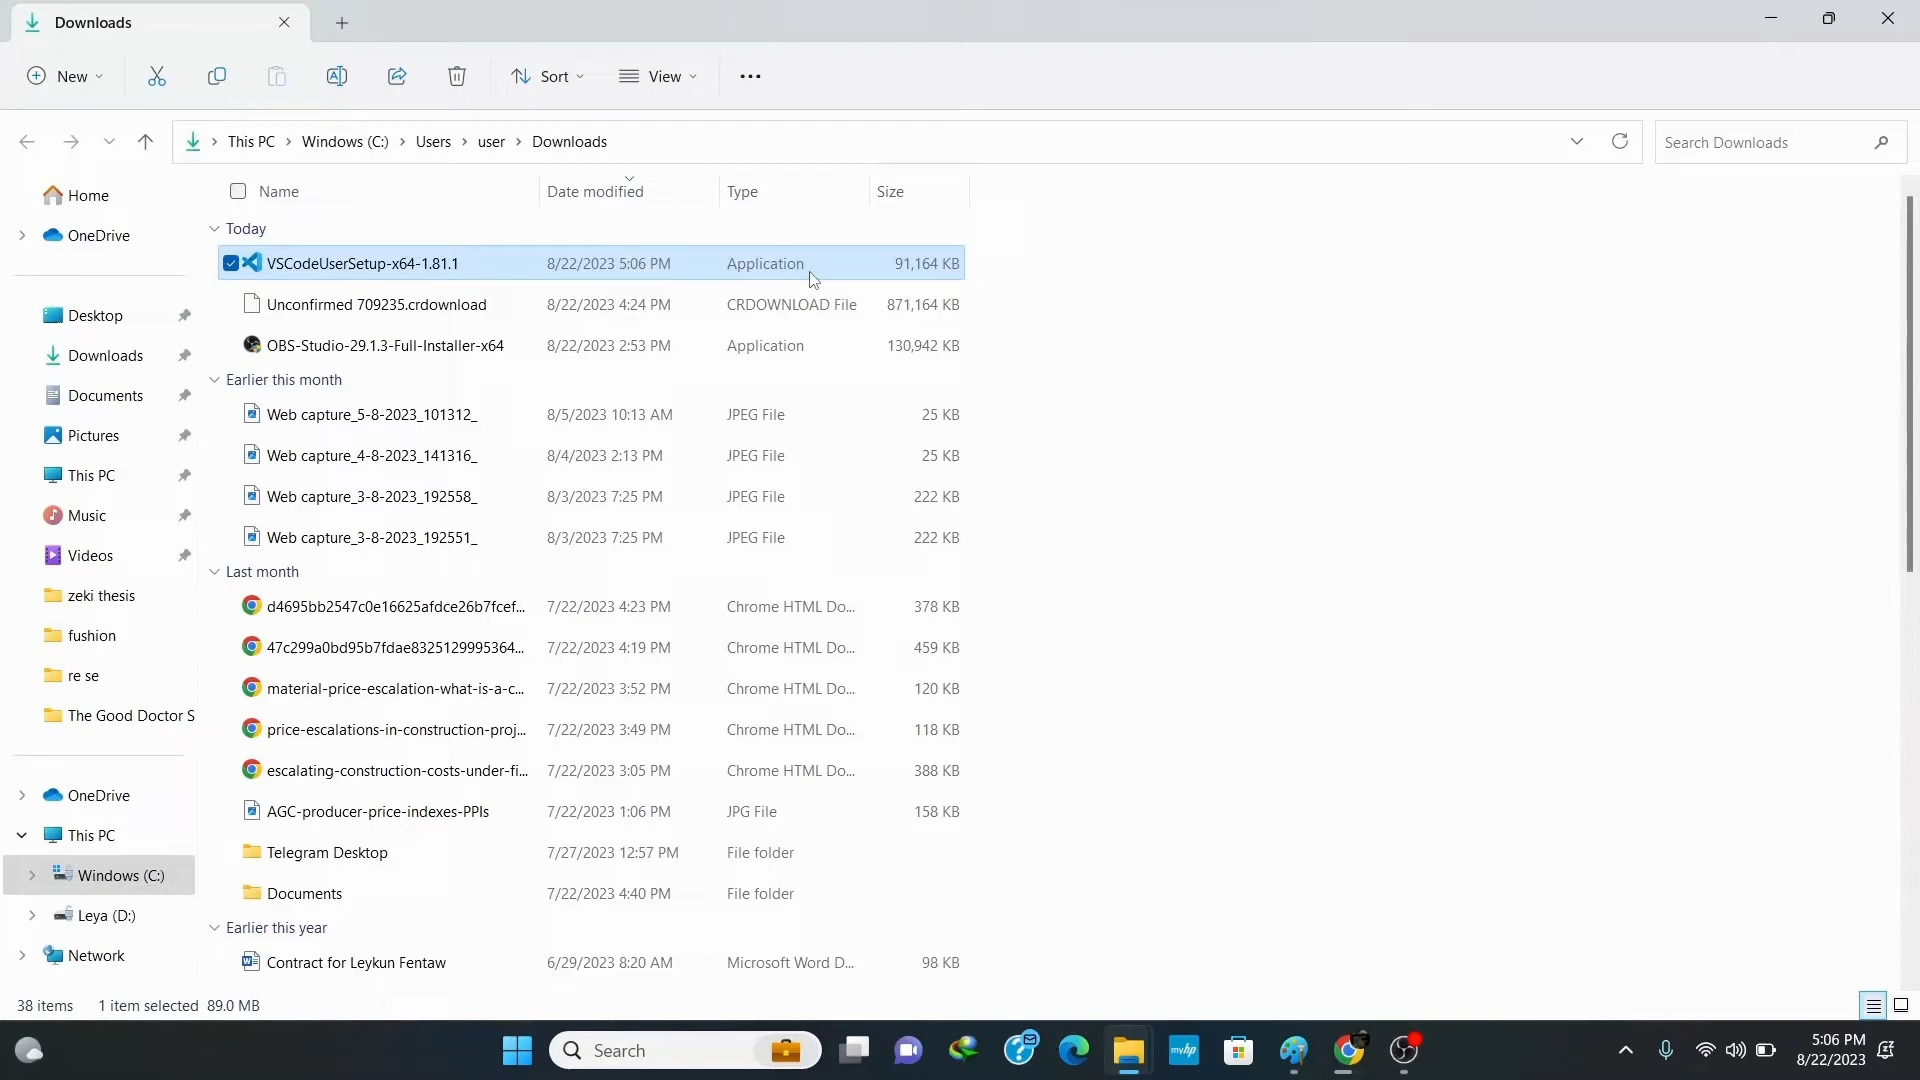 Downloads
New
Sort
View
This PC
Windows (C:)
Users
user
Downloads
Search Downloads
Home
OneDrive
Desktop
Downloads
Documents
Pictures
This PC
Music
Videos
zeki thesis
fushion
re se
The Good Doctor S
OneDrive
This PC
Windows (C:)
Leya (D:)
Network
Name Date modified Type Size
Today
VSCodeUserSetup-x64-1.81.1 8/22/2023 5:06 PM Application 91,164 KB
Unconfirmed 709235.crdownload 8/22/2023 4:24 PM CRDOWNLOAD File 871,164 KB
OBS-Studio-29.1.3-Full-Installer-x64 8/22/2023 2:53 PM Application 130,942 KB
Earlier this month
Web capture_5-8-2023_101312_ 8/5/2023 10:13 AM JPEG File 25 KB
Web capture_4-8-2023_141316_ 8/4/2023 2:13 PM JPEG File 25 KB
Web capture_3-8-2023_192558_ 8/3/2023 7:25 PM JPEG File 222 KB
Web capture_3-8-2023_192551_ 8/3/2023 7:25 PM JPEG File 222 KB
Last month
d4695bb2547c0e16625afdce26b7fcef... 7/22/2023 4:23 PM Chrome HTML Do... 378 KB
47c299a0bd95b7fdae8325129995364... 7/22/2023 4:19 PM Chrome HTML Do... 459 KB
material-price-escalation-what-is-a-c... 7/22/2023 3:52 PM Chrome HTML Do... 120 KB
price-escalations-in-construction-proj... 7/22/2023 3:49 PM Chrome HTML Do... 118 KB
escalating-construction-costs-under-fi... 7/22/2023 3:05 PM Chrome HTML Do... 388 KB
AGC-producer-price-indexes-PPIs 7/22/2023 1:06 PM JPG File 158 KB
Telegram Desktop 7/27/2023 12:57 PM File folder
Documents 7/22/2023 4:40 PM File folder
Earlier this year
Contract for Leykun Fentaw 6/29/2023 8:20 AM Microsoft Word D... 98 KB
38 items 1 item selected 89.0 MB
Search
myhp
5:06 PM
8/22/2023